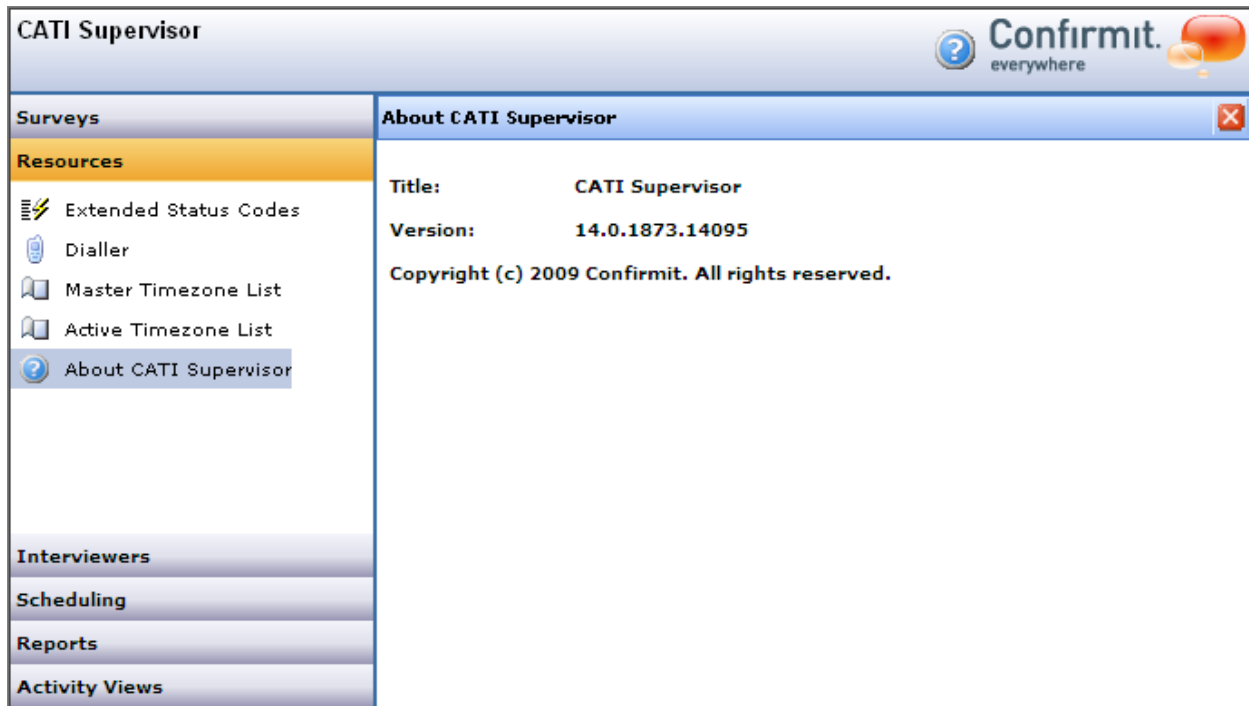 CATI Supervisor
?
Confirmit.
everywhere
Surveys
Resources
Extended Status Codes
Dialler
Master Timezone List
Active Timezone List
? About CATI Supervisor
Interviewers
Scheduling
Reports
Activity Views
About CATI Supervisor
Title: CATI Supervisor
Version: 14.0.1873.14095
Copyright (c) 2009 Confirmit. All rights reserved.